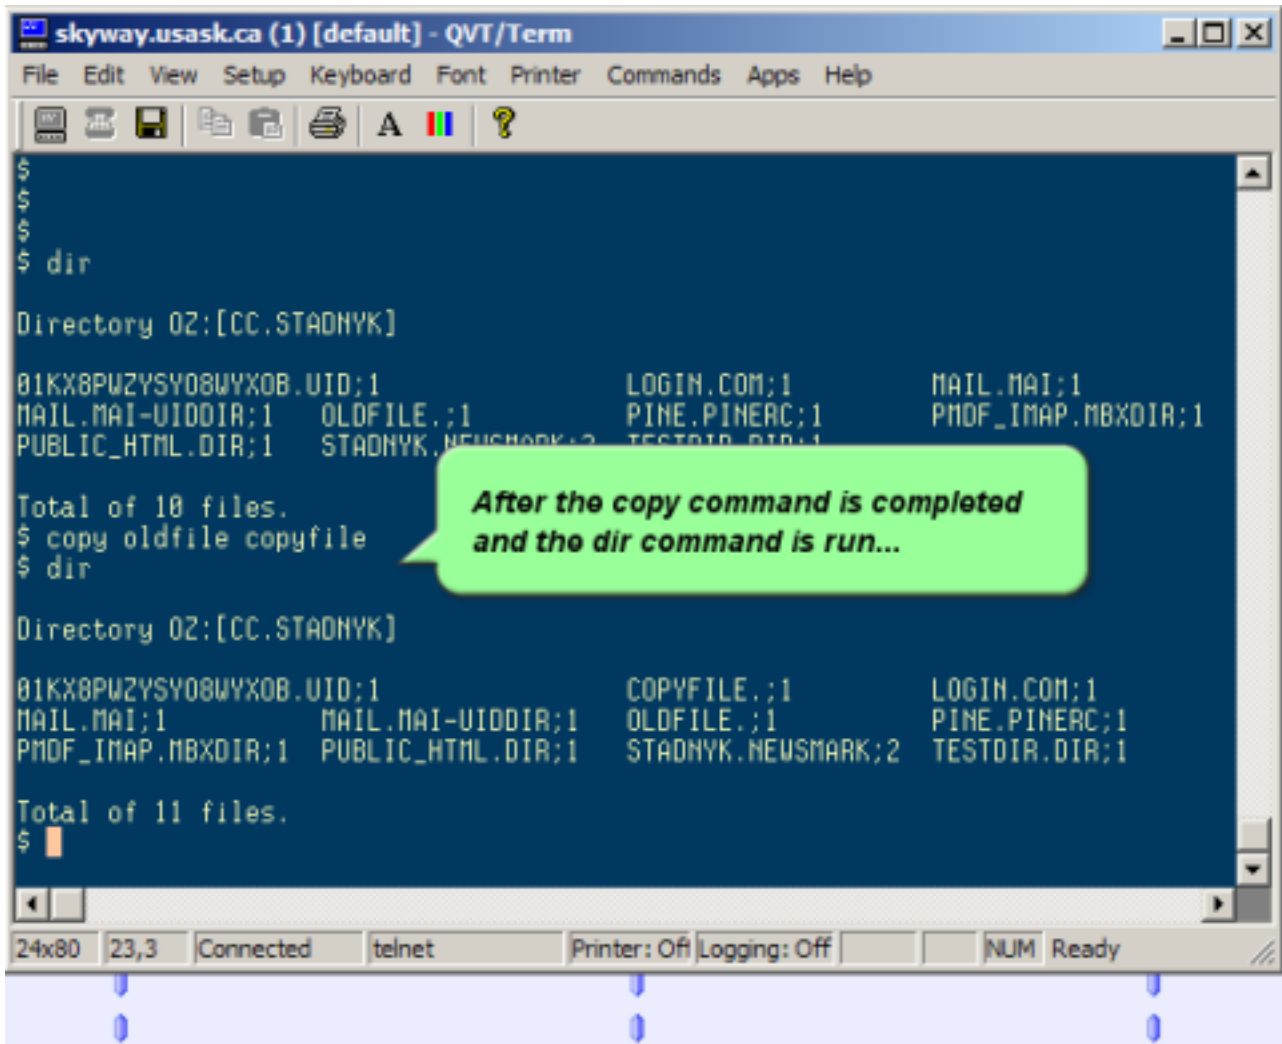 skyway.usask.ca (1) [default] - QVT/Term
File Edit View Setup Keyboard Font Printer Commands Apps Help
$
$
$
$ dir
Directory OZ:[CC.STADNYK]
01KX8PWZYSYO8WYXOB.UID;1 LOGIN.COM;1 MAIL.MAI;1
MAIL.MAI-UIDDIR;1 OLDFILE.;1 PINE.PINERC;1 PMDF_IMAP.MBXDIR;1
PUBLIC_HTML.DIR;1 STADNYK.NEWSMARK;2 TESTDIR.DIR;1
Total of 10 files.
$ copy oldfile copyfile
$ dir
After the copy command is completed
and the dir command is run...
Directory OZ:[CC.STADNYK]
01KX8PWZYSYO8WYXOB.UID;1 COPYFILE.;1 LOGIN.COM;1
MAIL.MAI;1 MAIL.MAI-UIDDIR;1 OLDFILE.;1 PINE.PINERC;1
PMDF_IMAP.MBXDIR;1 PUBLIC_HTML.DIR;1 STADNYK.NEWSMARK;2 TESTDIR.DIR;1
Total of 11 files.
$
24x80 23,3 Connected telnet Printer: Off Logging: Off NUM Ready